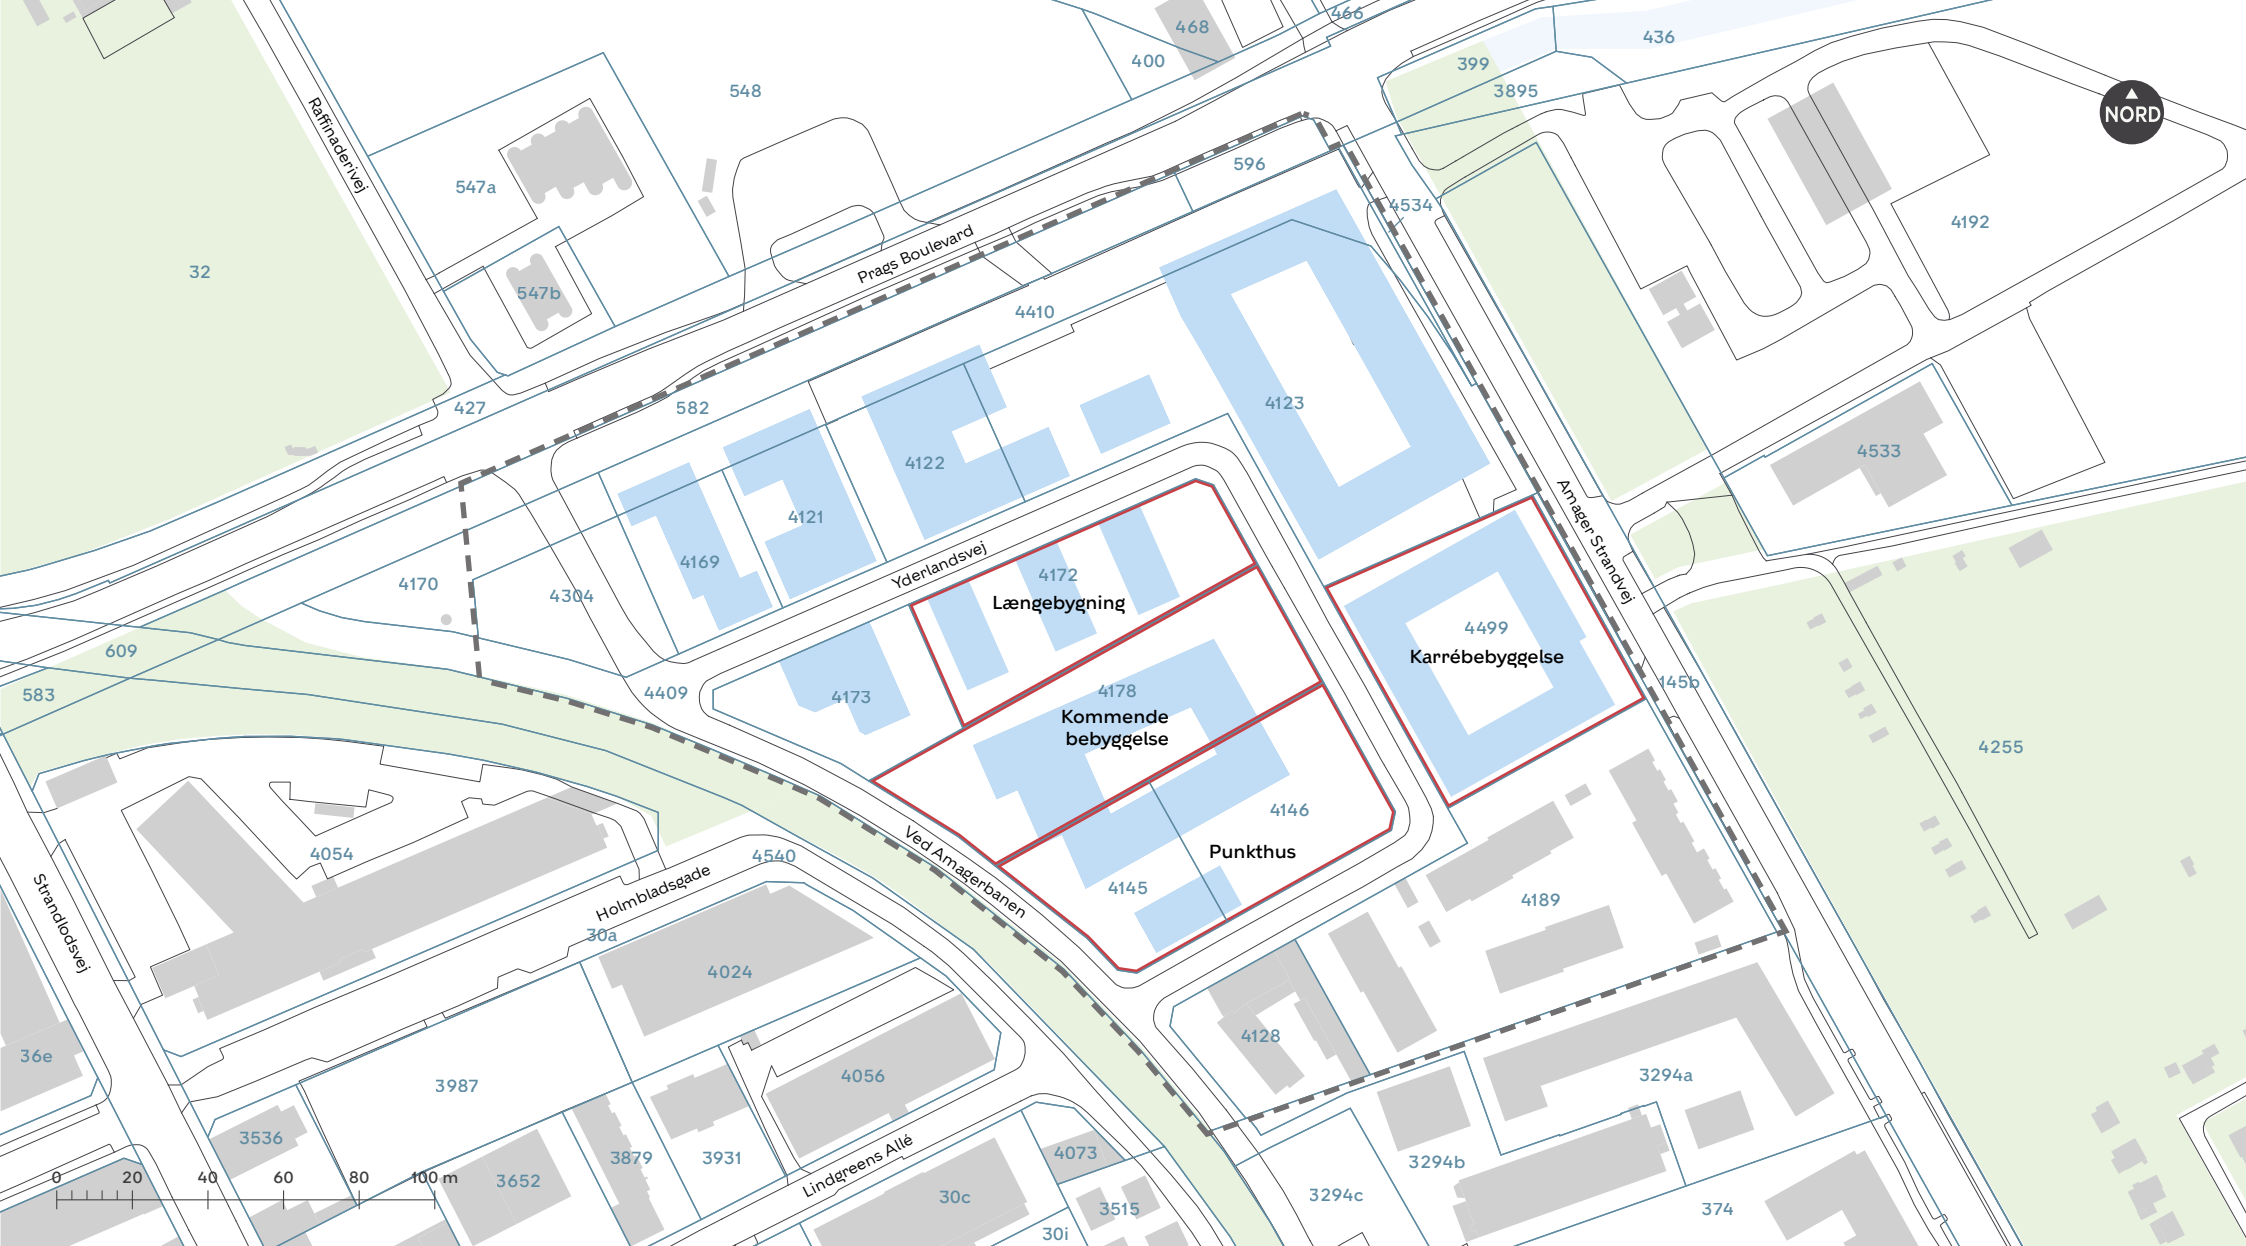 466
468
436
400
399
3895
548
NORD
Raffinaderivej
596
547a
4534
4192
32
Prags Boulevard
547b
4410
427
582
4123
4533
4122
4121
Amager Strandvej
4169
Yderlandsvej
4170
4304
4172
Længebygning
4499
Karrébebyggelse
609
583
4409
4173
4178
Kommende
bebyggelse
145b
4255
4146
Punkthus
4054
4540
Ved Amagerbanen
4145
Holmbladsgade
4189
Strandlodsvej
30a
4024
4128
36e
3987
4056
3294a
3536
3879
3931
Lindgreens Allé
4073
3294b
3652
30c
3294c
3515
374
30i
0 20 40 60 80 100 m